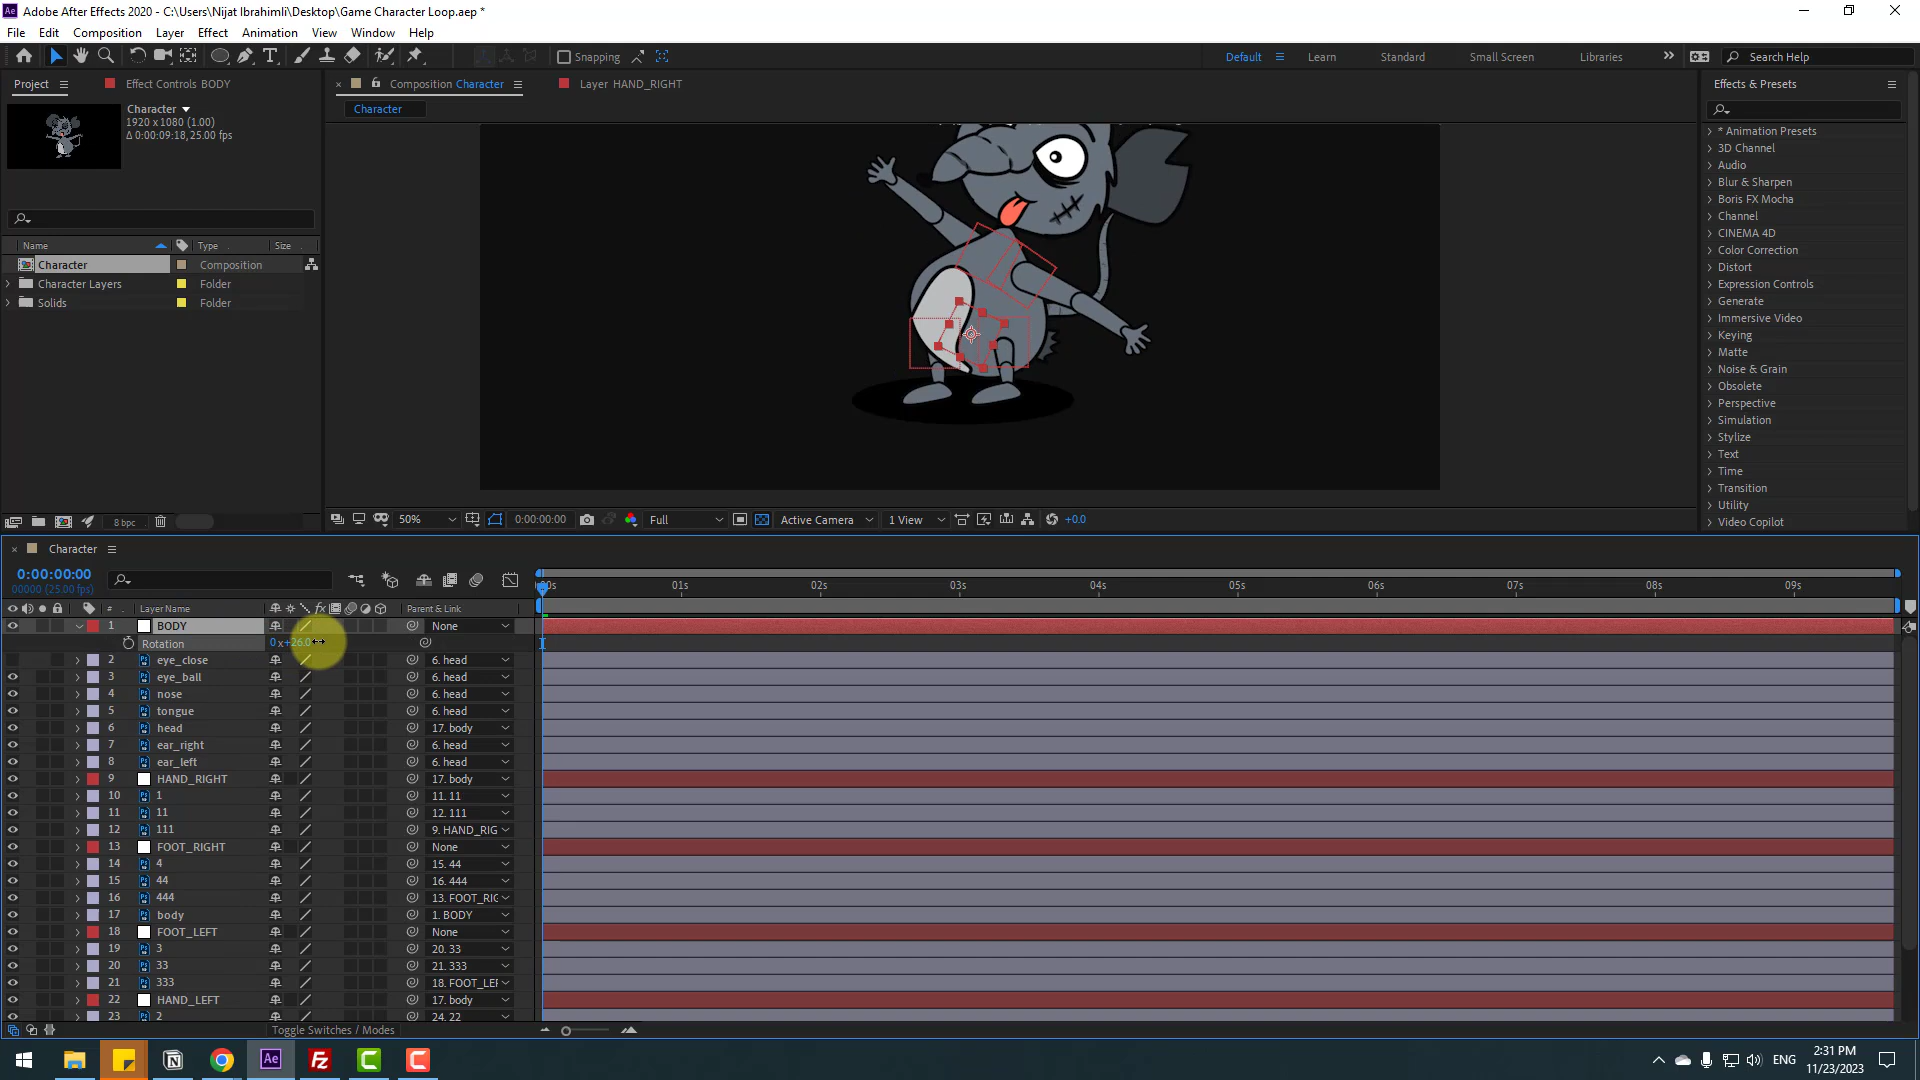 Adobe After Effects 2020 - C:\Users\Nijat Ibrahimli\Desktop\Game Character Loop.aep *
File Edit Composition Layer Effect Animation View Window Help
Snapping
Default Learn Standard Small Screen Libraries Search Help
Project Effect Controls BODY
Composition Character
Layer HAND_RIGHT
Effects & Presets
Character
1920 x 1080 (1.00)
Δ 0:00:09:18, 25.00 fps
Character
Name Type Size
Character Composition
Character Layers Folder
Solids Folder
8 bpc
* Animation Presets
3D Channel
Audio
Blur & Sharpen
Boris FX Mocha
Channel
CINEMA 4D
Color Correction
Distort
Expression Controls
Generate
Immersive Video
Keying
Matte
Noise & Grain
Obsolete
Perspective
Simulation
Stylize
Text
Time
Transition
Utility
Video Copilot
50% 0:00:00:00 Full Active Camera 1 View +0.0
Character
0:00:00:00
00000 (25.00 fps)
01s 02s 03s 04s 05s 06s 07s 08s 09s
# Layer Name fx Parent & Link
1 BODY None
Rotation 0x+26.0
2 eye_close 6. head
3 eye_ball 6. head
4 nose 6. head
5 tongue 6. head
6 head 17. body
7 ear_right 6. head
8 ear_left 6. head
9 HAND_RIGHT 17. body
10 1 11. 11
11 11 12. 111
12 111 9. HAND_RIG
13 FOOT_RIGHT None
14 4 15. 44
15 44 16. 444
16 444 13. FOOT_RIG
17 body 1. BODY
18 FOOT_LEFT None
19 3 20. 33
20 33 21. 333
21 333 18. FOOT_LEF
22 HAND_LEFT 17. body
23 2 24. 22
Toggle Switches / Modes
ENG
2:31 PM
11/23/2023